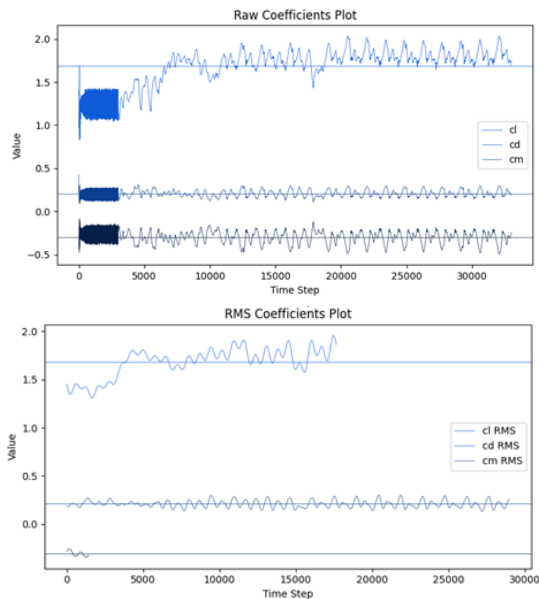 Raw Coefficients Plot
2.0
1.5
1.0
0.5
0.0
−0.5
Value
cl
cd
cm
0
5000
10000
15000
20000
25000
30000
Time Step
RMS Coefficients Plot
2.0
1.5
1.0
0.5
0.0
Value
cl RMS
cd RMS
cm RMS
0
5000
10000
15000
20000
25000
30000
Time Step